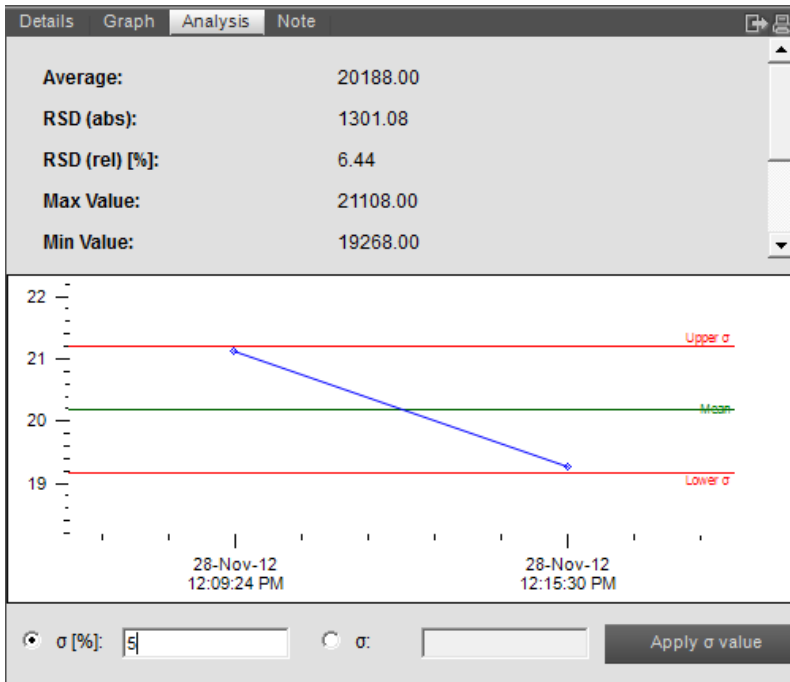 Details Graph Analysis Note
Average: 20188.00
RSD (abs): 1301.08
RSD (rel) [%]: 6.44
Max Value: 21108.00
Min Value: 19268.00
22
Upper σ
21
Mean
20
19
Lower σ
28-Nov-12 28-Nov-12
12:09:24 PM 12:15:30 PM
σ [%]: 5 σ: Apply σ value